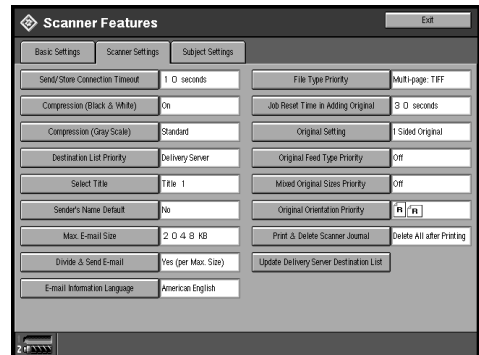 Scanner Features
Exit
Basic Settings
Scanner Settings
Subject Settings
Send/Store Connection Timeout
1 0 seconds
Compression (Black & White)
On
Compression (Gray Scale)
Standard
Destination List Priority
Delivery Server
Select Title
Title 1
Sender's Name Default
No
Max. E-mail Size
2 0 4 8 KB
Divide & Send E-mail
Yes (per Max. Size)
E-mail Information Language
American English
File Type Priority
Multi-page: TIFF
Job Reset Time in Adding Original
3 0 seconds
Original Setting
1 Sided Original
Original Feed Type Priority
Off
Mixed Original Sizes Priority
Off
Original Orientation Priority
R R
Print & Delete Scanner Journal
Delete All after Printing
Update Delivery Server Destination List